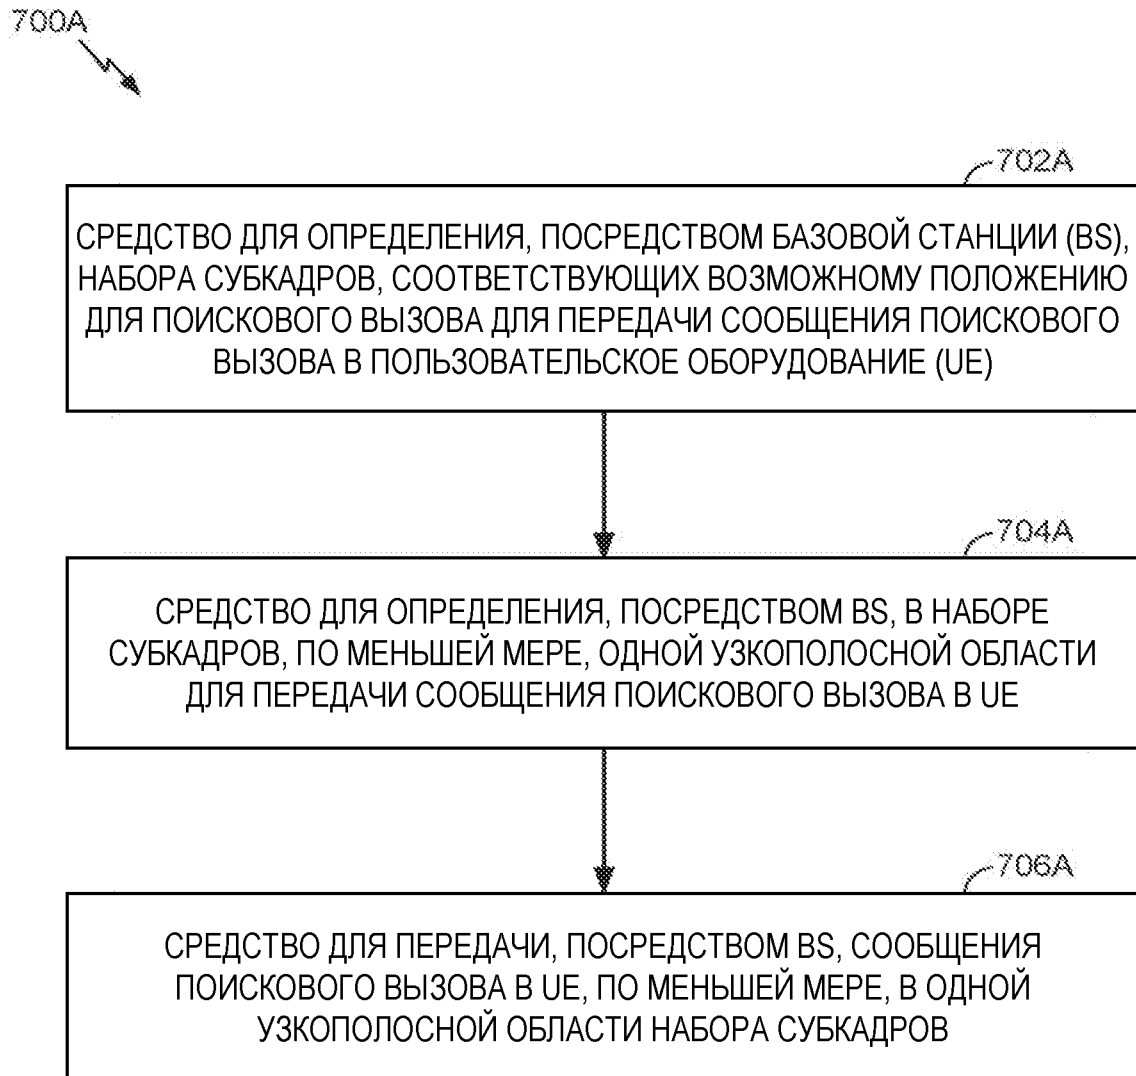 700A
702A
СРЕДСТВО ДЛЯ ОПРЕДЕЛЕНИЯ, ПОСРЕДСТВОМ БАЗОВОЙ СТАНЦИИ (BS),
НАБОРА СУБКАДРОВ, СООТВЕТСТВУЮЩИХ ВОЗМОЖНОМУ ПОЛОЖЕНИЮ
ДЛЯ ПОИСКОВОГО ВЫЗОВА ДЛЯ ПЕРЕДАЧИ СООБЩЕНИЯ ПОИСКОВОГО
ВЫЗОВА В ПОЛЬЗОВАТЕЛЬСКОЕ ОБОРУДОВАНИЕ (UE)
704A
СРЕДСТВО ДЛЯ ОПРЕДЕЛЕНИЯ, ПОСРЕДСТВОМ BS, В НАБОРЕ
СУБКАДРОВ, ПО МЕНЬШЕЙ МЕРЕ, ОДНОЙ УЗКОПОЛОСНОЙ ОБЛАСТИ
ДЛЯ ПЕРЕДАЧИ СООБЩЕНИЯ ПОИСКОВОГО ВЫЗОВА В UE
706A
СРЕДСТВО ДЛЯ ПЕРЕДАЧИ, ПОСРЕДСТВОМ BS, СООБЩЕНИЯ
ПОИСКОВОГО ВЫЗОВА В UE, ПО МЕНЬШЕЙ МЕРЕ, В ОДНОЙ
УЗКОПОЛОСНОЙ ОБЛАСТИ НАБОРА СУБКАДРОВ